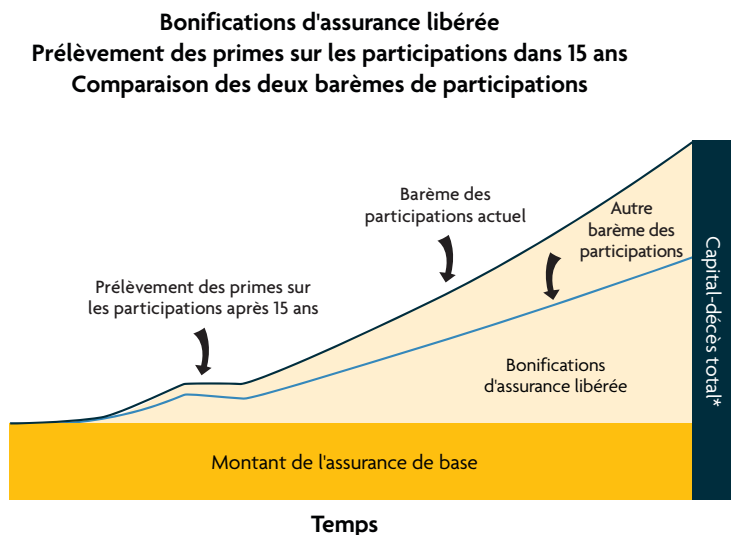 Bonifications d'assurance libérée
Prélèvement des primes sur les participations dans 15 ans
Comparaison des deux barèmes de participations
Barème des
participations actuel
Autre
barème des
participations
Prélèvement des primes sur
les participations après 15 ans
Bonifications
d'assurance libérée
Capital-décès total*
Montant de l'assurance de base
Temps